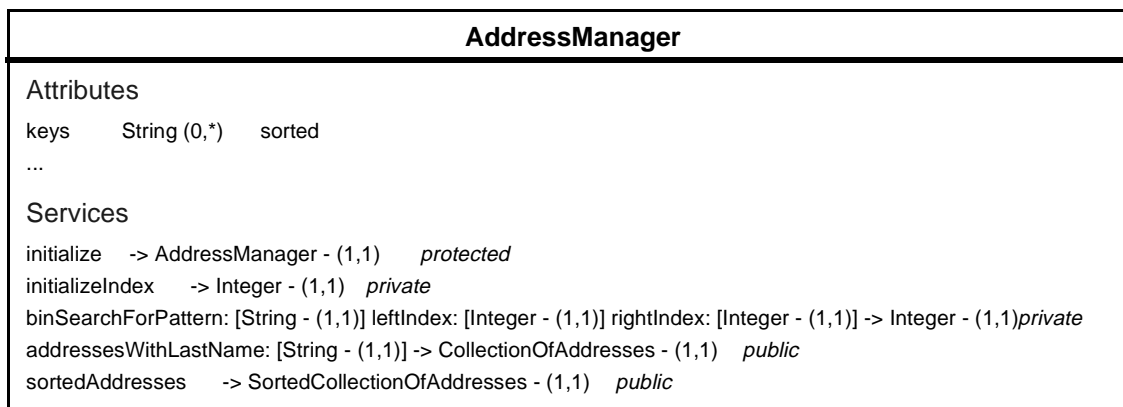 AddressManager
Attributes
keys String (0,*) sorted
...
Services
initialize -> AddressManager - (1,1) protected
initializeIndex -> Integer - (1,1) private
binSearchForPattern: [String - (1,1)] leftIndex: [Integer - (1,1)] rightIndex: [Integer - (1,1)] -> Integer - (1,1)private
addressesWithLastName: [String - (1,1)] -> CollectionOfAddresses - (1,1) public
sortedAddresses -> SortedCollectionOfAddresses - (1,1) public